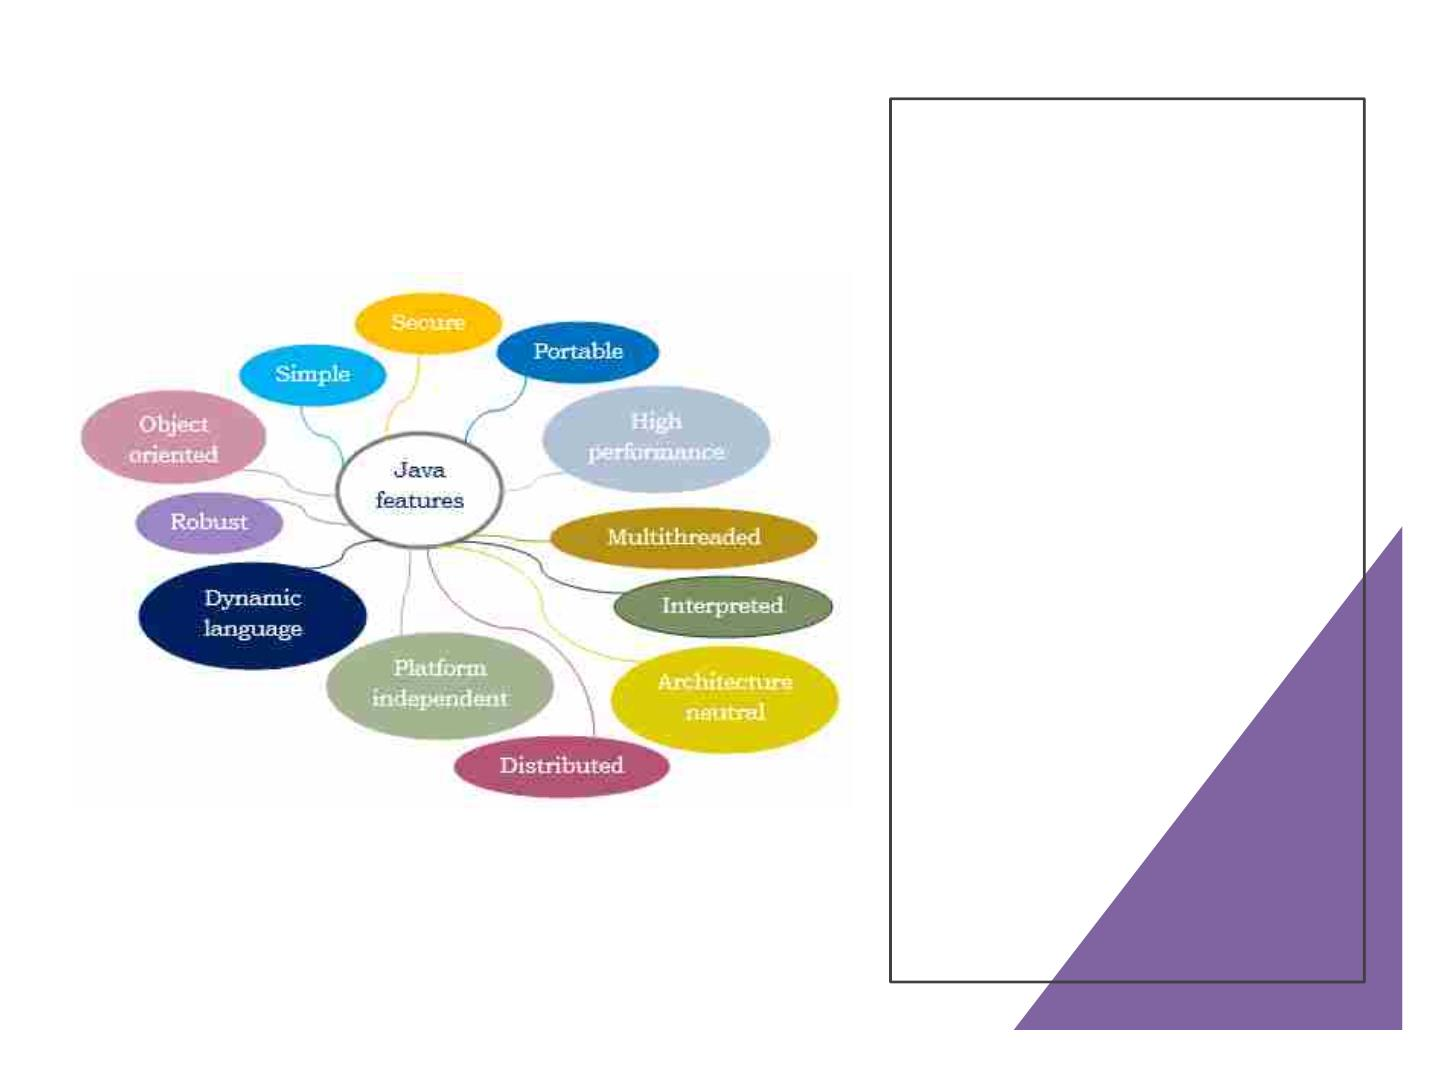 Secure
Portable
Simple
Object
oriented
High
performance
Java
features
Robust
Multithreaded
Dynamic
language
Interpreted
Platform
independent
Architecture
neutral
Distributed